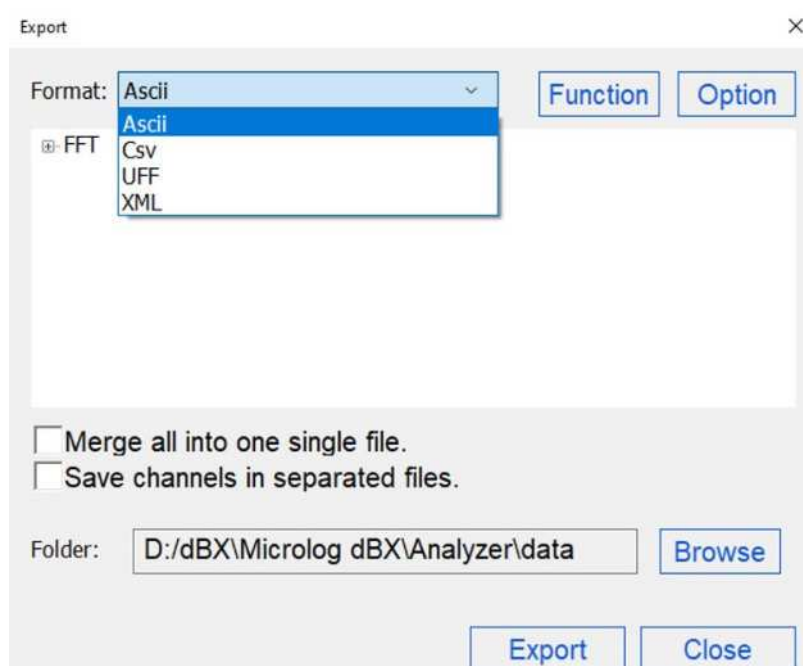 Export
Format: Ascii Function Option
Ascii
FFT Csv
UFF
XML
Merge all into one single file.
Save channels in separated files.
Folder: D:/dBX\Microlog dBX\Analyzer\data Browse
Export Close